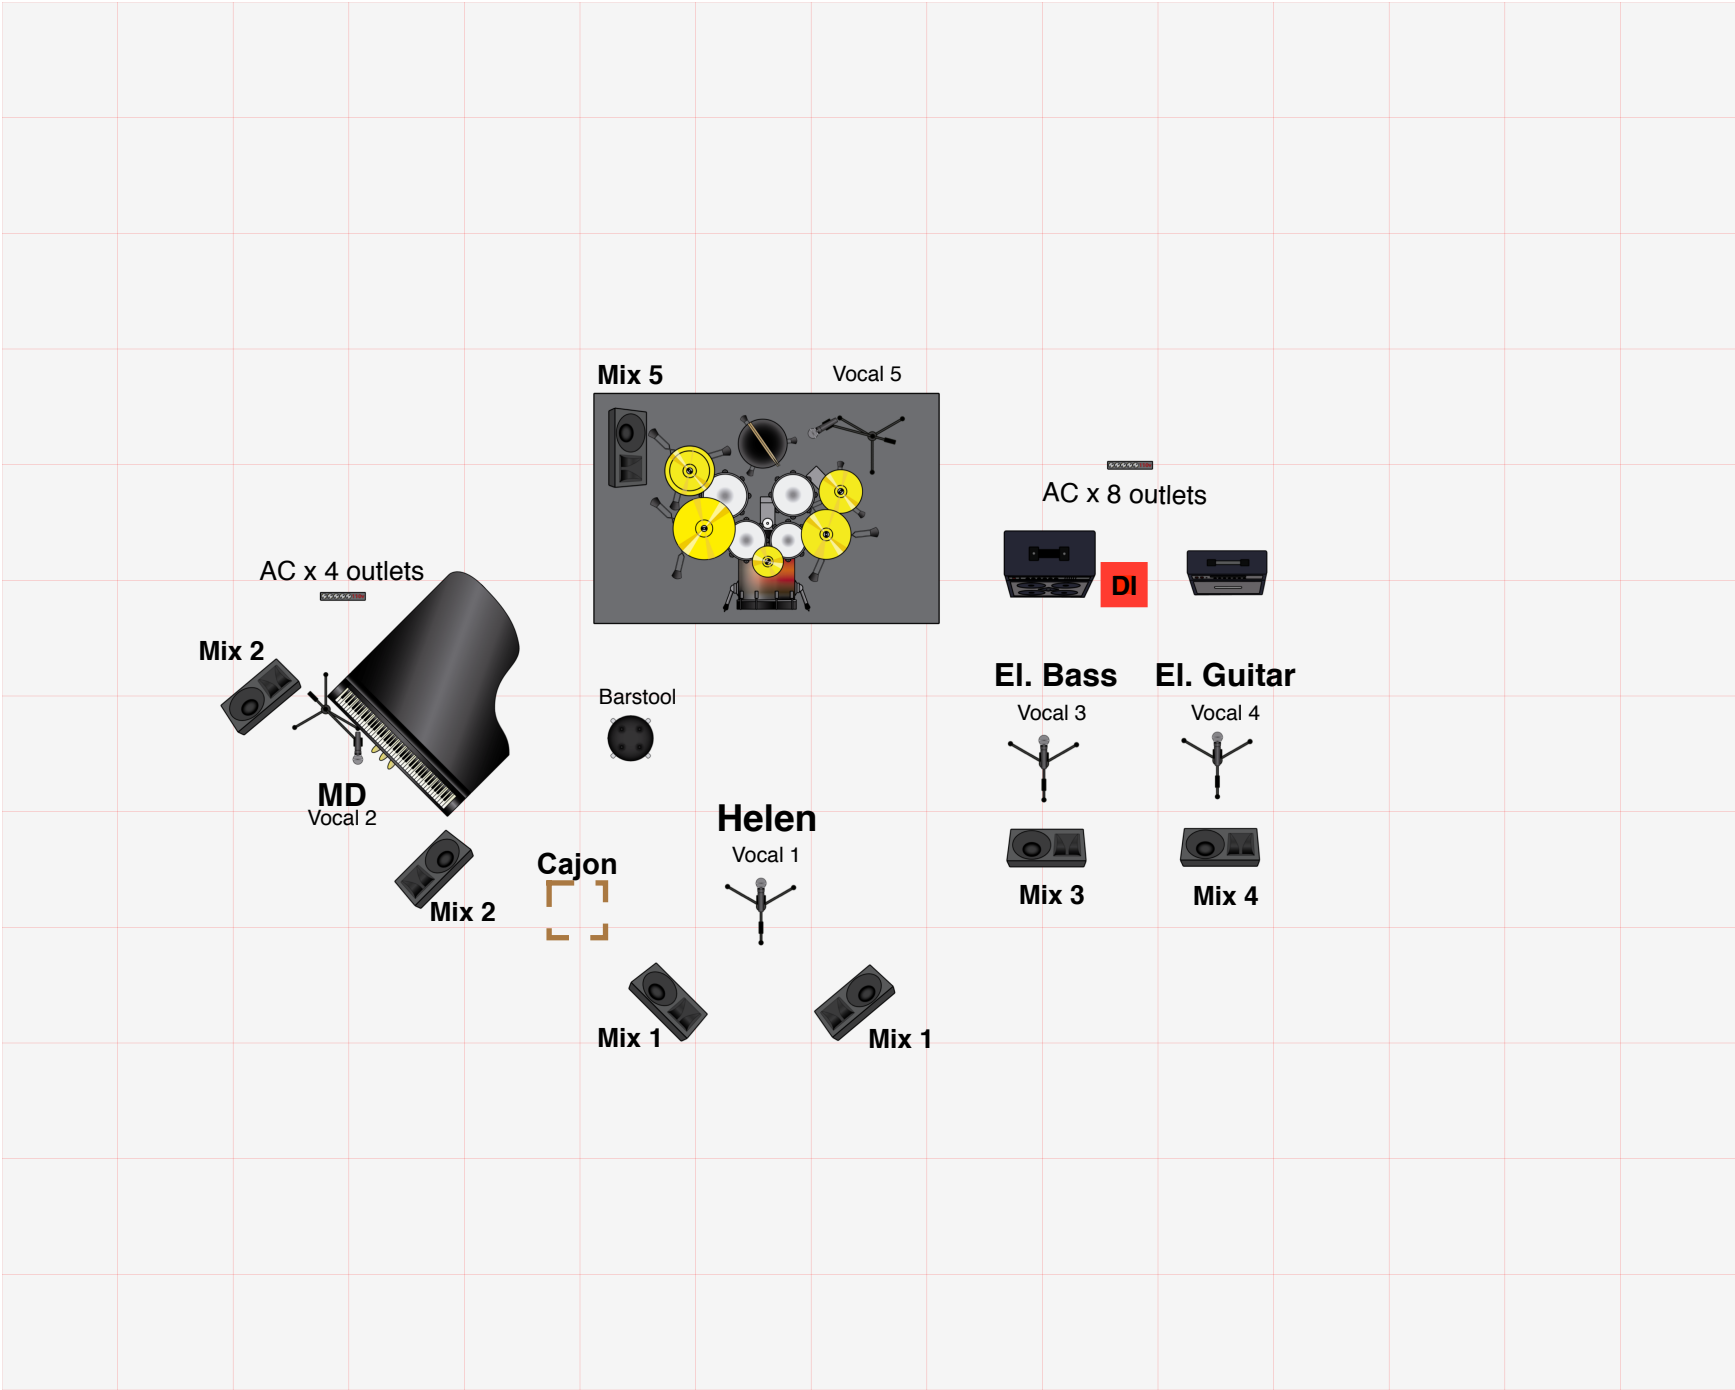 Mix 5
Vocal 5
AC x 8 outlets
AC x 4 outlets
DI
Mix 2
El. Bass
El. Guitar
Barstool
Vocal 3
Vocal 4
MD
Vocal 2
Helen
Vocal 1
Cajon
Mix 3
Mix 4
Mix 2
Mix 1
Mix 1